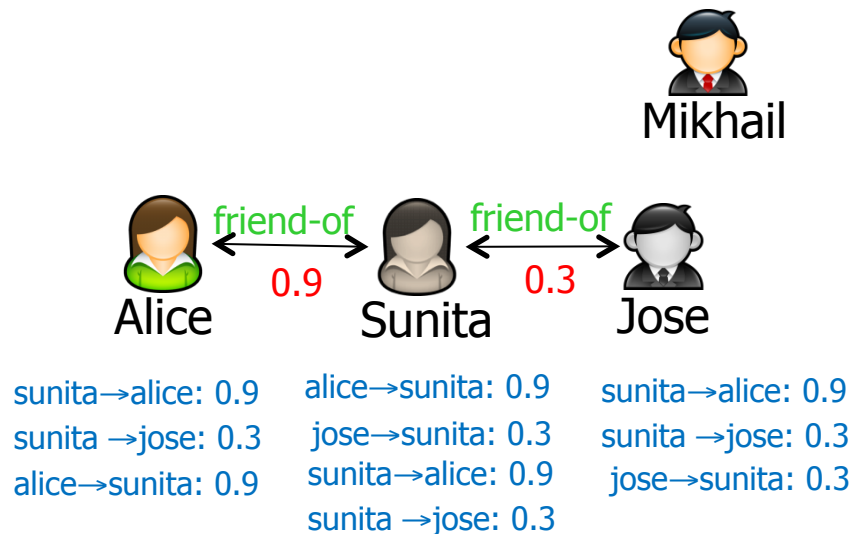 Mikhail
friend-of
friend-of
0.9
0.3
Alice
Sunita
Jose
sunita→alice: 0.9
sunita →jose: 0.3
alice→sunita: 0.9
alice→sunita: 0.9
jose→sunita: 0.3
sunita→alice: 0.9
sunita →jose: 0.3
sunita→alice: 0.9
sunita →jose: 0.3
jose→sunita: 0.3